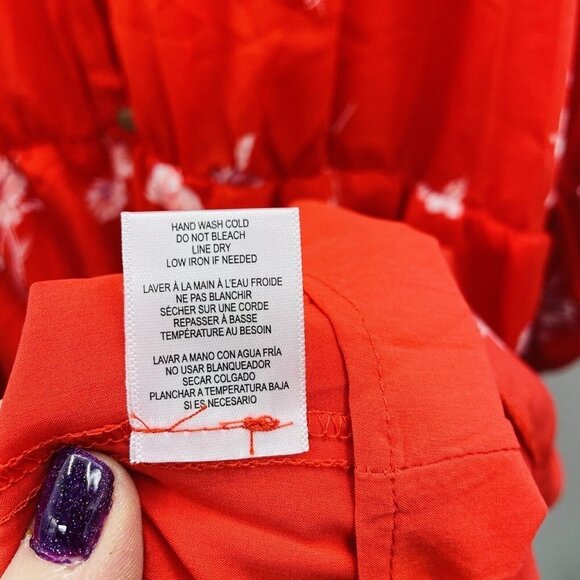 HAND WASH COLD
DO NOT BLEACH
LINE DRY
LOW IRON IF NEEDED
LAVER À LA MAIN À L'EAU FROIDE
NE PAS BLANCHIR
SÉCHER SUR UNE CORDE
REPASSER À BASSE
TEMPÉRATURE AU BESOIN
LAVAR A MANO CON AGUA FRÍA
NO USAR BLANQUEADOR
SECAR COLGADO
PLANCHAR A TEMPERATURA BAJA
SI ES NECESARIO